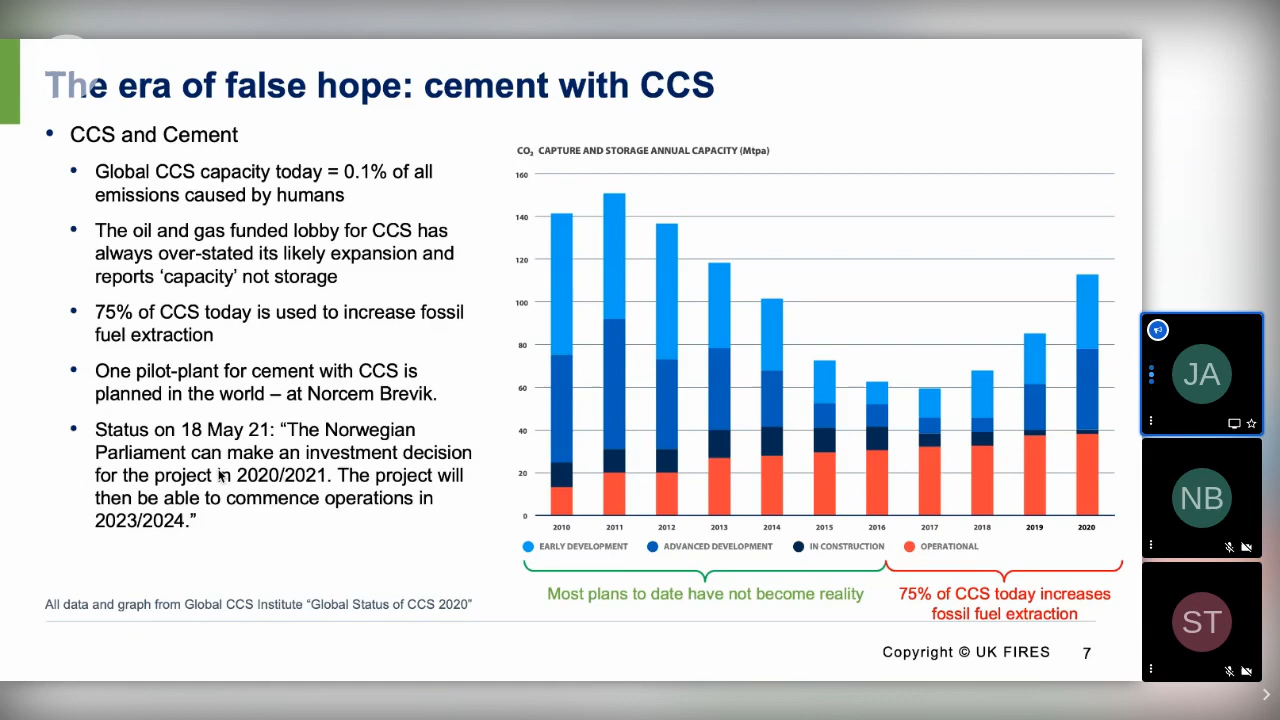 The era of false hope: cement with CCS
• CCS and Cement
• Global CCS capacity today = 0.1% of all
emissions caused by humans
• The oil and gas funded lobby for CCS has
always over-stated its likely expansion and
reports ‘capacity’ not storage
• 75% of CCS today is used to increase fossil
fuel extraction
• One pilot-plant for cement with CCS is
planned in the world – at Norcem Brevik.
• Status on 18 May 21: “The Norwegian
Parliament can make an investment decision
for the project in 2020/2021. The project will
then be able to commence operations in
2023/2024.”
All data and graph from Global CCS Institute “Global Status of CCS 2020”
CO₂ CAPTURE AND STORAGE ANNUAL CAPACITY (Mtpa)
160
140
120
100
80
60
40
20
0
2010 2011 2012 2013 2014 2015 2016 2017 2018 2019 2020
EARLY DEVELOPMENT ADVANCED DEVELOPMENT IN CONSTRUCTION OPERATIONAL
Most plans to date have not become reality
75% of CCS today increases
fossil fuel extraction
Copyright © UK FIRES 7
JA
NB
ST